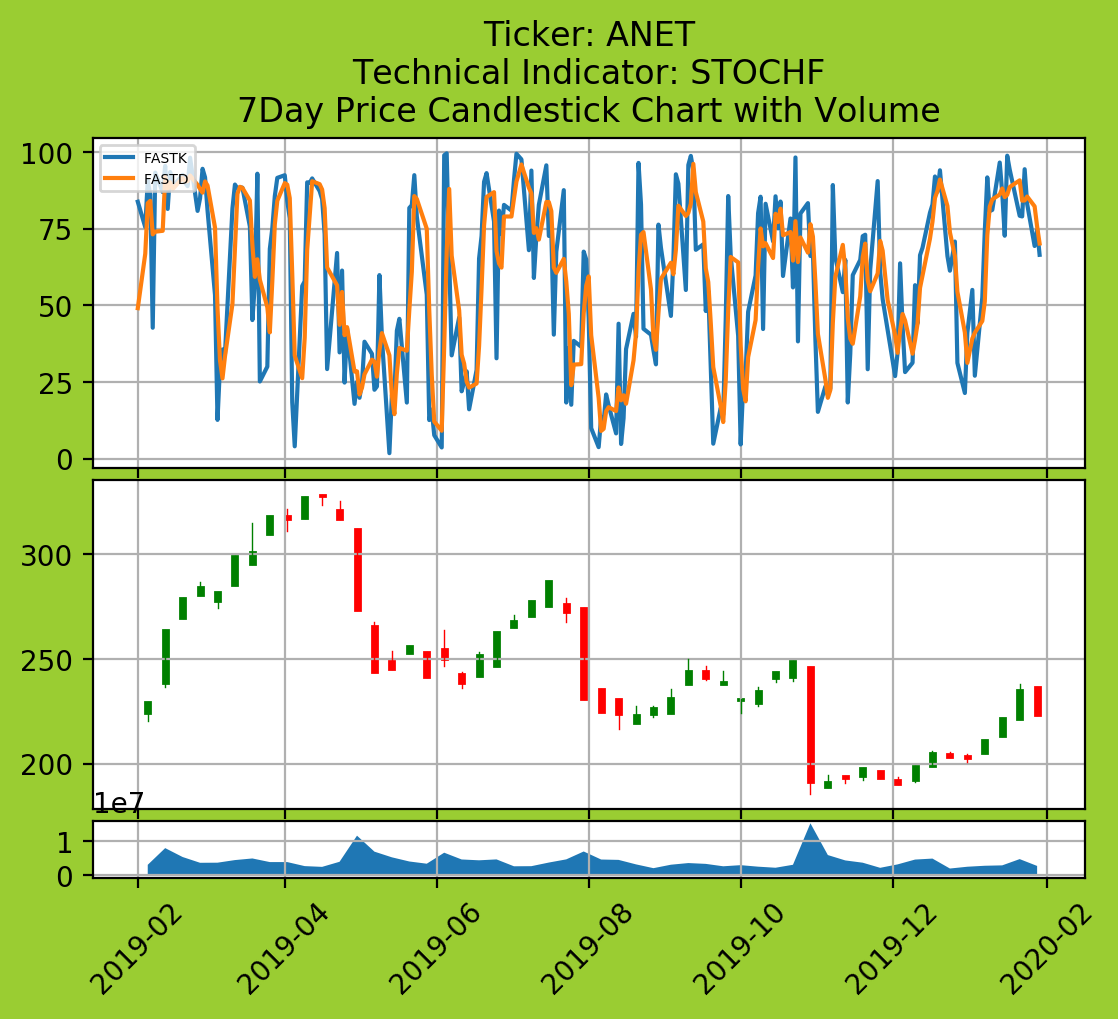 Ticker: ANET
Technical Indicator: STOCHF
7Day Price Candlestick Chart with Volume
100
FASTK
FASTD
75
50
25
0
300
250
200
1e7
1
0
2019-02
2019-04
2019-06
2019-08
2019-10
2019-12
2020-02